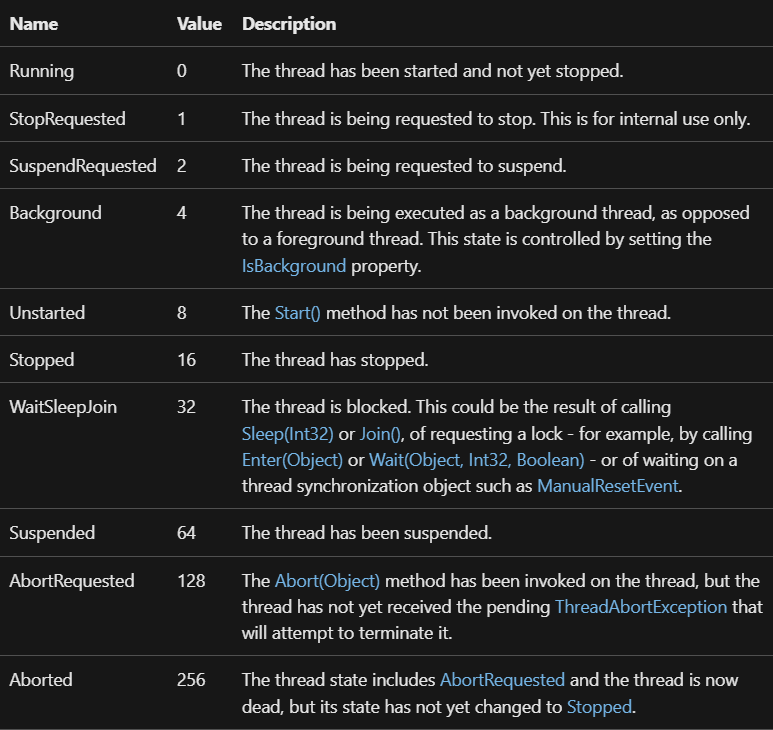 Name Value Description
Running 0 The thread has been started and not yet stopped.
StopRequested 1 The thread is being requested to stop. This is for internal use only.
SuspendRequested 2 The thread is being requested to suspend.
Background 4 The thread is being executed as a background thread, as opposed
to a foreground thread. This state is controlled by setting the
IsBackground property.
Unstarted 8 The Start() method has not been invoked on the thread.
Stopped 16 The thread has stopped.
WaitSleepJoin 32 The thread is blocked. This could be the result of calling
Sleep(Int32) or Join(), of requesting a lock - for example, by calling
Enter(Object) or Wait(Object, Int32, Boolean) - or of waiting on a
thread synchronization object such as ManualResetEvent.
Suspended 64 The thread has been suspended.
AbortRequested 128 The Abort(Object) method has been invoked on the thread, but the
thread has not yet received the pending ThreadAbortException that
will attempt to terminate it.
Aborted 256 The thread state includes AbortRequested and the thread is now
dead, but its state has not yet changed to Stopped.